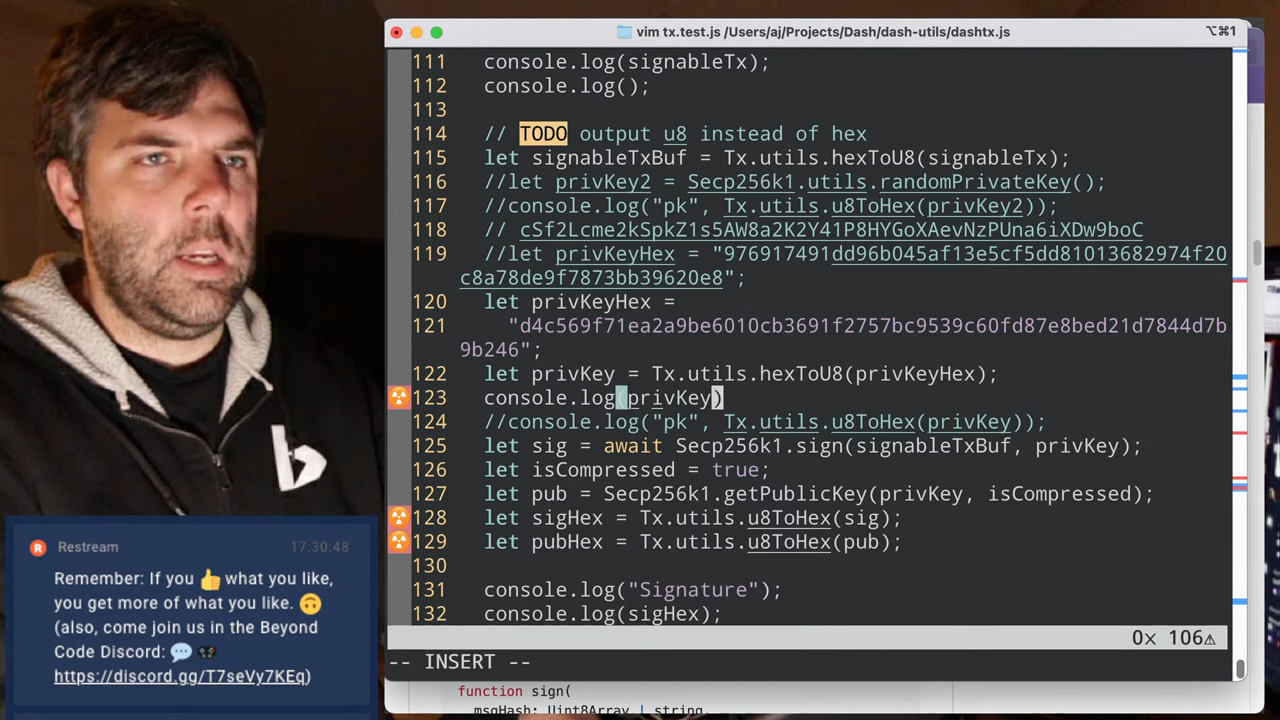 vim tx.test.js /Users/aj/Projects/Dash/dash-utils/dashtx.js
⌥⌘1
111 console.log(signableTx);
112 console.log();
113
114 // TODO output u8 instead of hex
115 let signableTxBuf = Tx.utils.hexToU8(signableTx);
116 //let privKey2 = Secp256k1.utils.randomPrivateKey();
117 //console.log("pk", Tx.utils.u8ToHex(privKey2));
118 // cSf2Lcme2kSpkZ1s5AW8a2K2Y41P8HYGoXAevNzPUna6iXDw9boC
119 //let privKeyHex = "976917491dd96b045af13e5cf5dd81013682974f20
c8a78de9f7873bb39620e8";
120 let privKeyHex =
121 "d4c569f71ea2a9be6010cb3691f2757bc9539c60fd87e8bed21d7844d7b
9b246";
122 let privKey = Tx.utils.hexToU8(privKeyHex);
123 console.log(privKey)
124 //console.log("pk", Tx.utils.u8ToHex(privKey));
125 let sig = await Secp256k1.sign(signableTxBuf, privKey);
126 let isCompressed = true;
127 let pub = Secp256k1.getPublicKey(privKey, isCompressed);
128 let sigHex = Tx.utils.u8ToHex(sig);
129 let pubHex = Tx.utils.u8ToHex(pub);
130
131 console.log("Signature");
132 console.log(sigHex);
0× 106⚠
-- INSERT --
function sign(
msgHash: Uint8Array | string,
R Restream 17:30:48
Remember: If you 👍 what you like,
you get more of what you like. 🙃
(also, come join us in the Beyond
Code Discord: 💬
https://discord.gg/T7seVy7KEq)